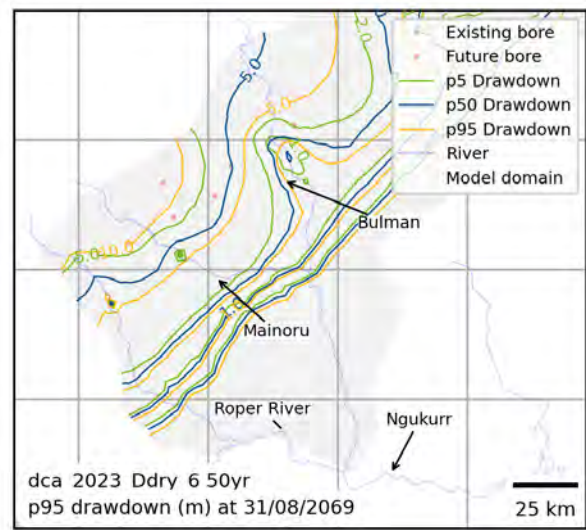 Existing bore
Future bore
p5 Drawdown
p50 Drawdown
p95 Drawdown
River
Model domain
2.0
5.0
5.0
Bulman
Mainoru
Roper River
Ngukurr
dca 2023 Ddry 6 50yr
p95 drawdown (m) at 31/08/2069
25 km